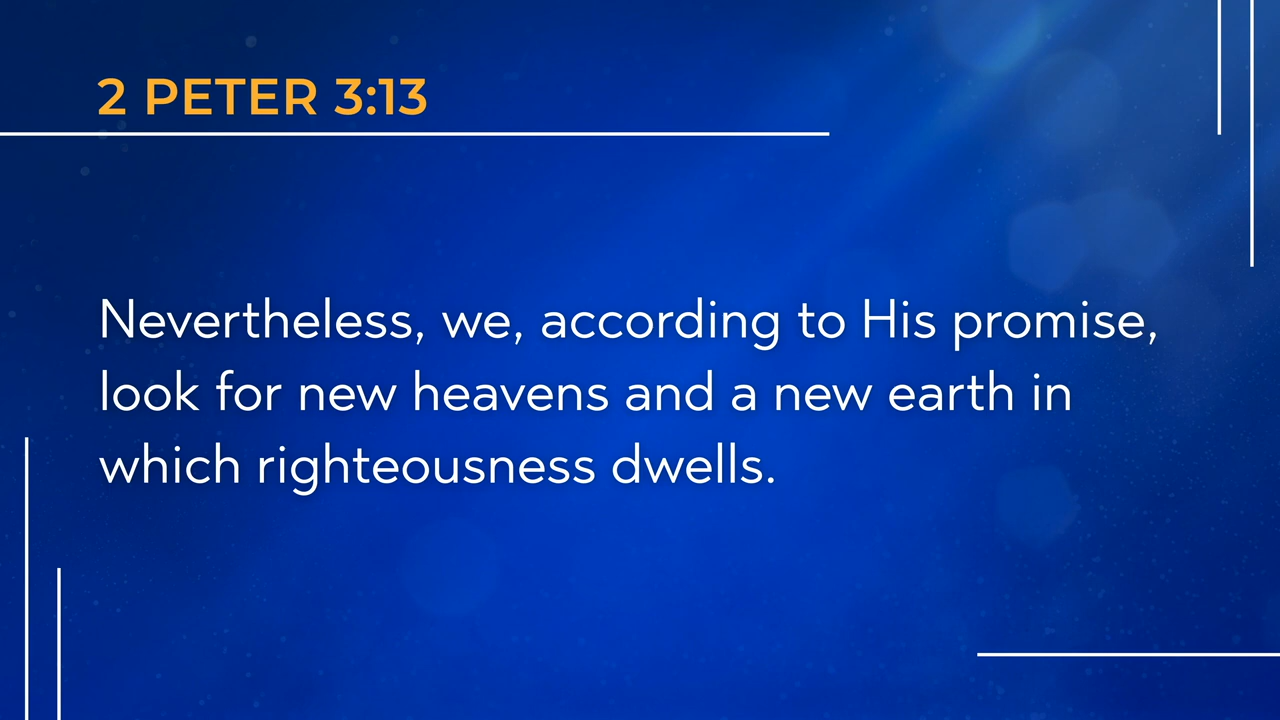 2 PETER 3:13
Nevertheless, we, according to His promise,
look for new heavens and a new earth in
which righteousness dwells.